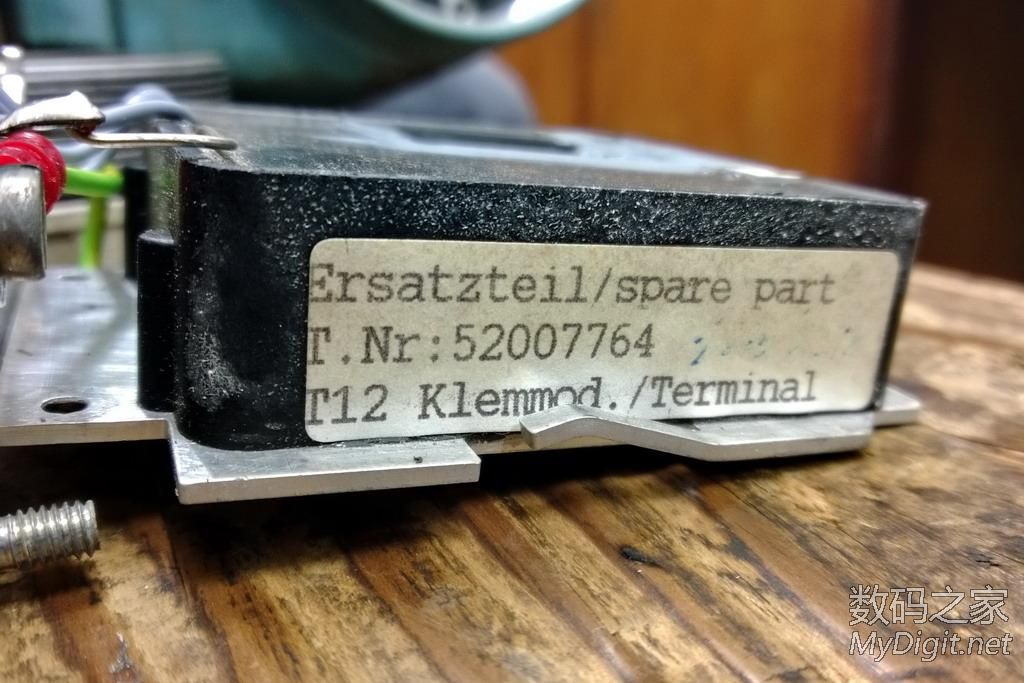 Ersatzteil/spare part
T.Nr:52007764
T12 Klemmod./Terminal
数码之家
MyDigit.net